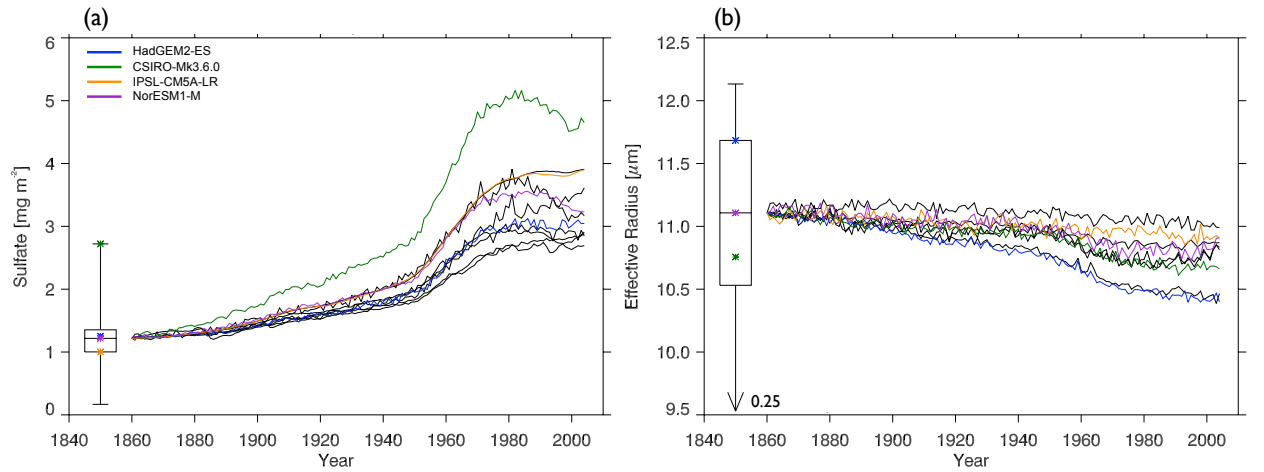 (a)
6
5
4
3
2
1
0
Sulfate [mg m⁻²]
HadGEM2-ES
CSIRO-Mk3.6.0
IPSL-CM5A-LR
NorESM1-M
1840 1860 1880 1900 1920 1940 1960 1980 2000
Year
(b)
12.5
12.0
11.5
11.0
10.5
10.0
9.5
Effective Radius [μm]
0.25
1840 1860 1880 1900 1920 1940 1960 1980 2000
Year